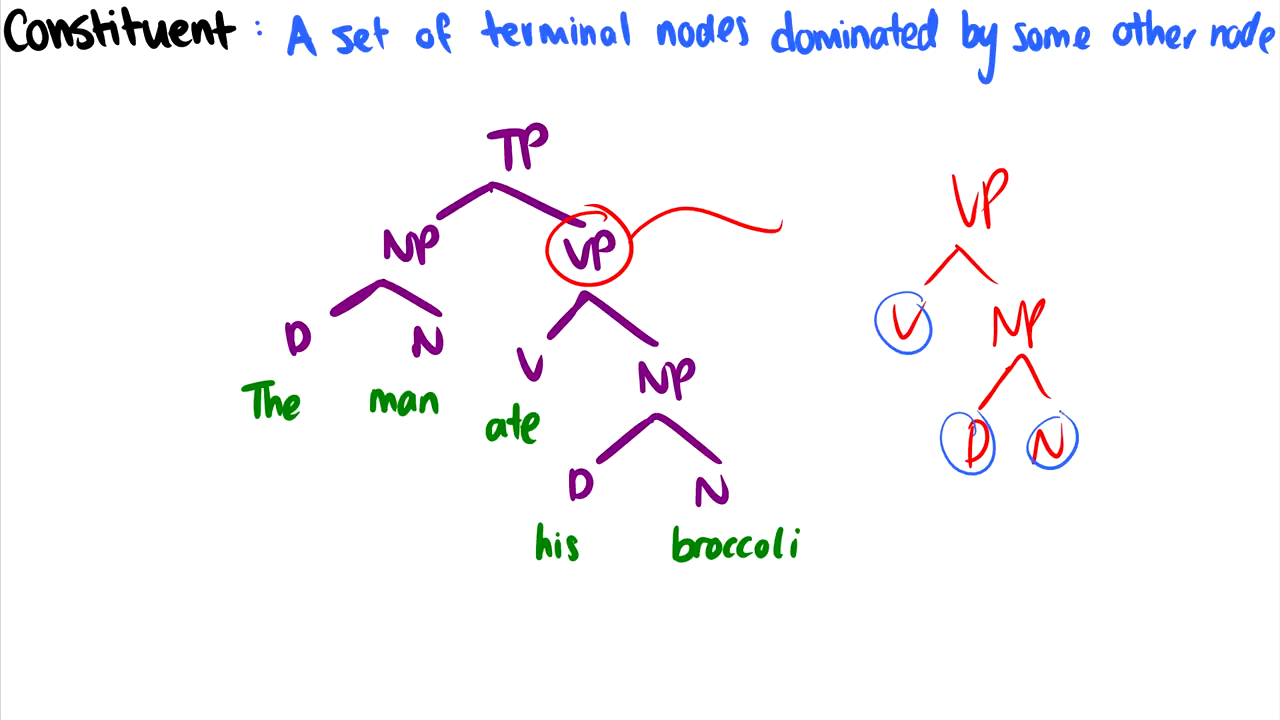 Constituent : A set of terminal nodes dominated by some other node
TP
VP
NP VP
V NP
D N
V NP
The man
ate
D N
D N
his broccoli